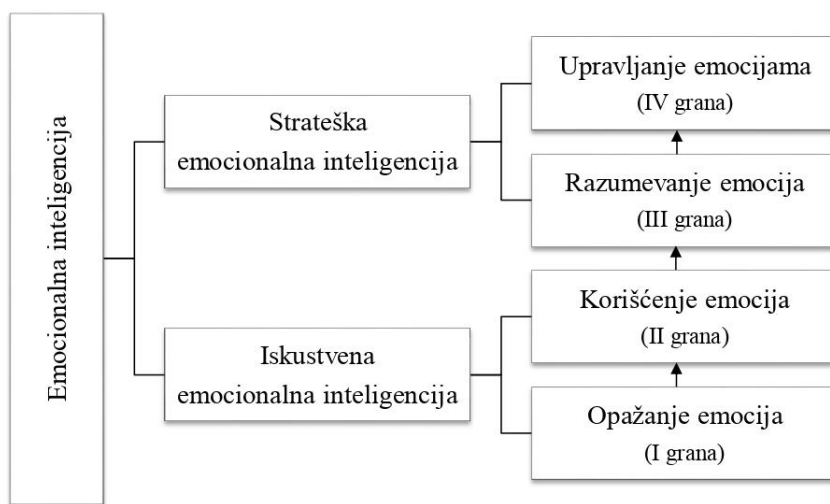 Emocionalna inteligencija
Strateška
emocionalna inteligencija
Iskustvena
emocionalna inteligencija
Upravljanje emocijama
(IV grana)
Razumevanje emocija
(III grana)
Korišćenje emocija
(II grana)
Opažanje emocija
(I grana)